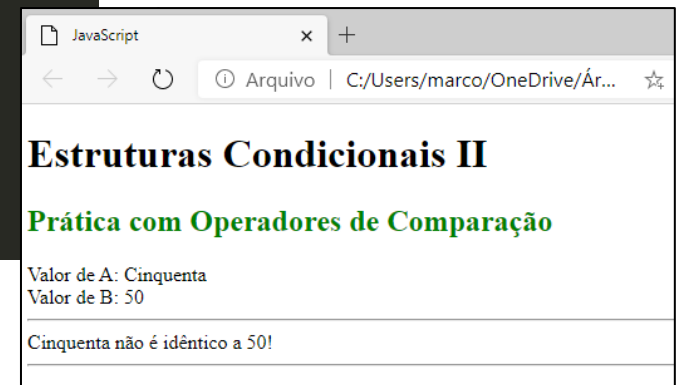 JavaScript
Arquivo | C:/Users/marco/OneDrive/Ár...
Estruturas Condicionais II
Prática com Operadores de Comparação
Valor de A: Cinquenta
Valor de B: 50
Cinquenta não é idêntico a 50!